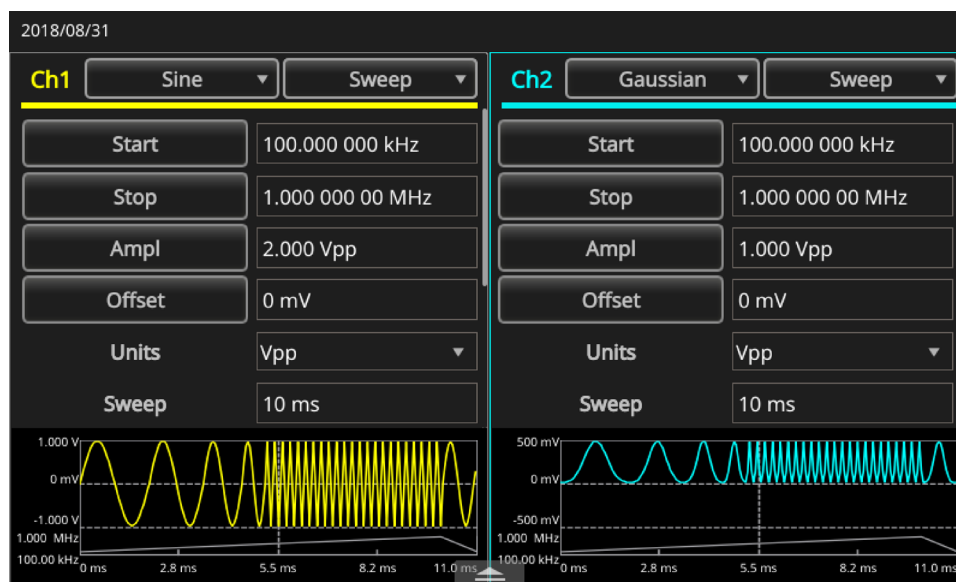 2018/08/31
Ch1 Sine Sweep
Start 100.000 000 kHz
Stop 1.000 000 00 MHz
Ampl 2.000 Vpp
Offset 0 mV
Units Vpp
Sweep 10 ms
1.000 V
0 mV
-1.000 V
1.000 MHz
100.00 kHz
0 ms 2.8 ms 5.5 ms 8.2 ms 11.0 ms
Ch2 Gaussian Sweep
Start 100.000 000 kHz
Stop 1.000 000 00 MHz
Ampl 1.000 Vpp
Offset 0 mV
Units Vpp
Sweep 10 ms
500 mV
0 mV
-500 mV
1.000 MHz
100.00 kHz
0 ms 2.8 ms 5.5 ms 8.2 ms 11.0 ms